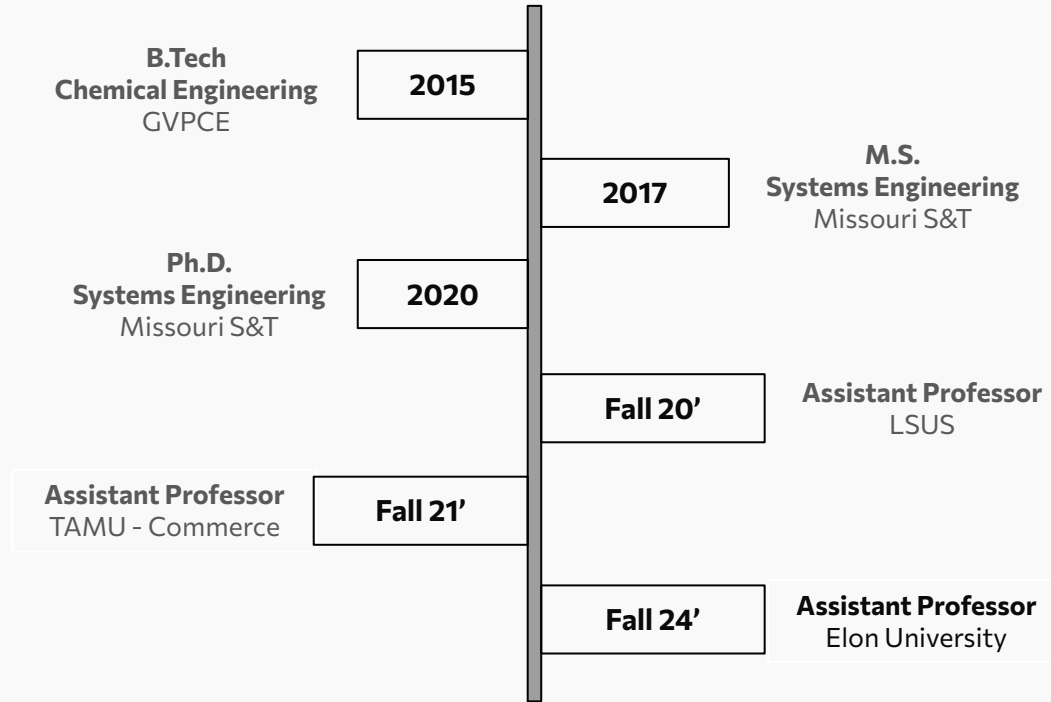 B.Tech
Chemical Engineering
GVPCE
2015
2017
M.S.
Systems Engineering
Missouri S&T
Ph.D.
Systems Engineering
Missouri S&T
2020
Fall 20’
Assistant Professor
LSUS
Assistant Professor
TAMU - Commerce
Fall 21’
Fall 24’
Assistant Professor
Elon University